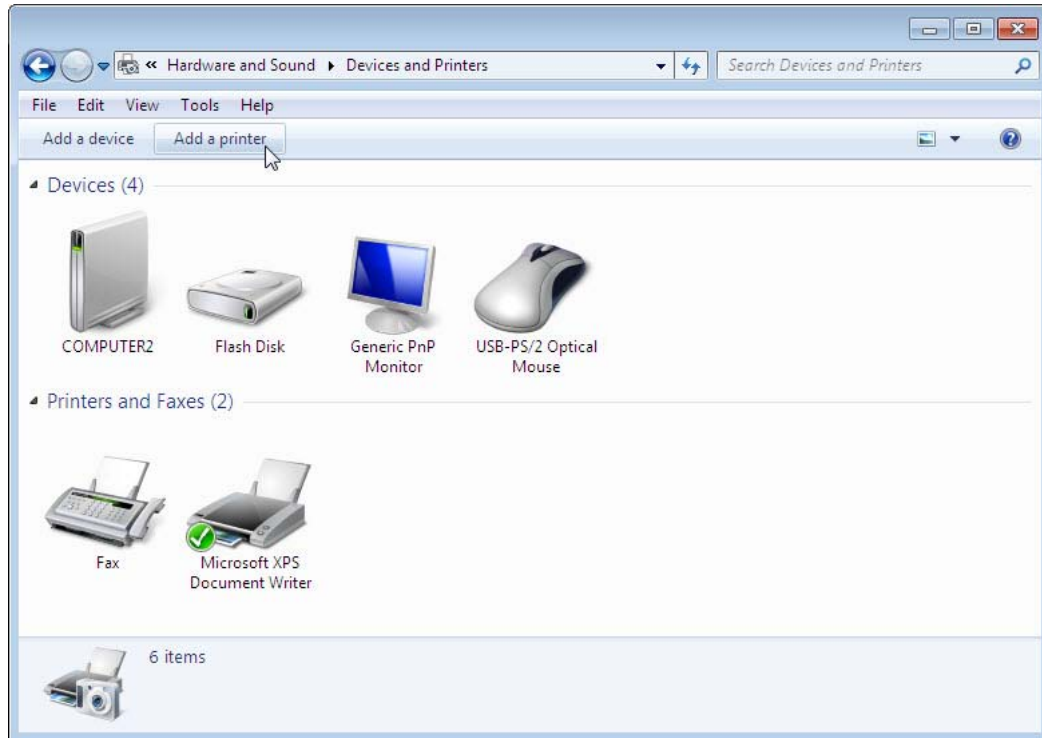 « Hardware and Sound ▸ Devices and Printers
Search Devices and Printers
File Edit View Tools Help
Add a device Add a printer
Devices (4)
COMPUTER2
Flash Disk
Generic PnP
Monitor
USB-PS/2 Optical
Mouse
Printers and Faxes (2)
Fax
Microsoft XPS
Document Writer
6 items